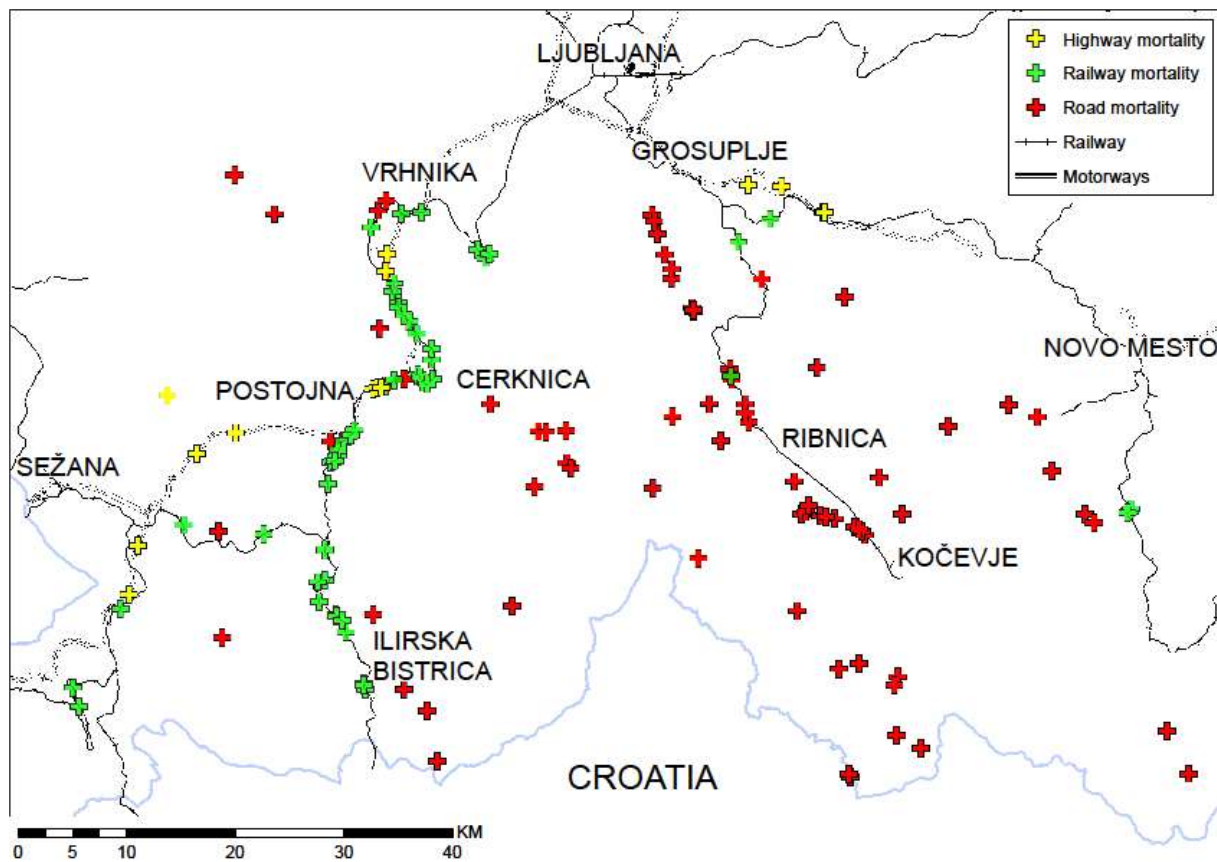 LJUBLJANA
Highway mortality
Railway mortality
Road mortality
Railway
Motorways
GROSUPLJE
VRHNIKA
NOVO MESTO
POSTOJNA
CERKNICA
RIBNICA
SEŽANA
KOČEVJE
ILIRSKA
BISTRICA
CROATIA
KM
0 5 10 20 30 40